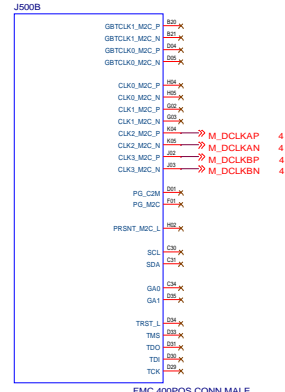 J500B
GBTCLK1_M2C_P B20
GBTCLK1_M2C_N B21
GBTCLK0_M2C_P D04
GBTCLK0_M2C_N D05
CLK0_M2C_P H04
CLK0_M2C_N H05
CLK1_M2C_P G02
CLK1_M2C_N G03
CLK2_M2C_P K04 M_DCLKAP 4
CLK2_M2C_N K05 M_DCLKAN 4
CLK3_M2C_P J02 M_DCLKBP 4
CLK3_M2C_N J03 M_DCLKBN 4
PG_C2M D01
PG_M2C F01
PRSNT_M2C_L H02
SCL C30
SDA C31
GA0 C34
GA1 D35
TRST_L D34
TMS D33
TDO D31
TDI D30
TCK D29
FMC 400POS CONN MALE